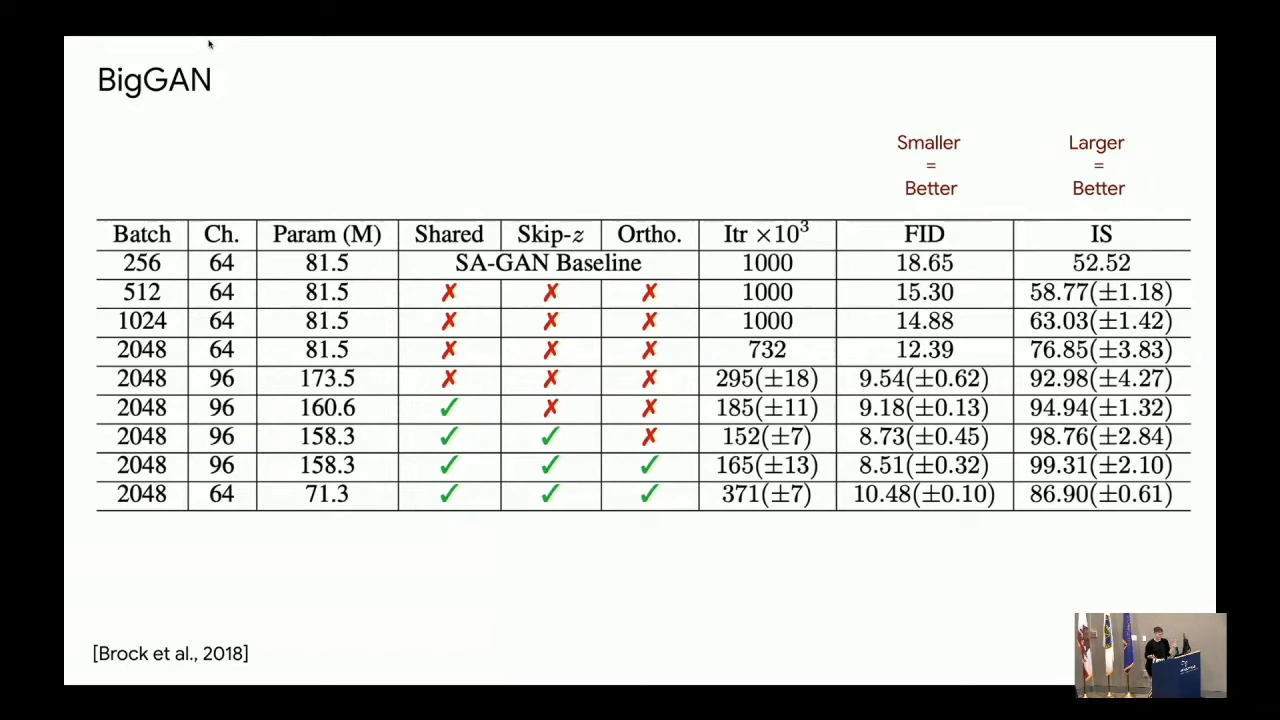 BigGAN
Smaller Larger
= =
Better Better
Batch Ch. Param (M) Shared Skip-z Ortho. Itr ×10³ FID IS
256 64 81.5 SA-GAN Baseline 1000 18.65 52.52
512 64 81.5 ✗ ✗ ✗ 1000 15.30 58.77(±1.18)
1024 64 81.5 ✗ ✗ ✗ 1000 14.88 63.03(±1.42)
2048 64 81.5 ✗ ✗ ✗ 732 12.39 76.85(±3.83)
2048 96 173.5 ✗ ✗ ✗ 295(±18) 9.54(±0.62) 92.98(±4.27)
2048 96 160.6 ✓ ✗ ✗ 185(±11) 9.18(±0.13) 94.94(±1.32)
2048 96 158.3 ✓ ✓ ✗ 152(±7) 8.73(±0.45) 98.76(±2.84)
2048 96 158.3 ✓ ✓ ✓ 165(±13) 8.51(±0.32) 99.31(±2.10)
2048 64 71.3 ✓ ✓ ✓ 371(±7) 10.48(±0.10) 86.90(±0.61)
[Brock et al., 2018]